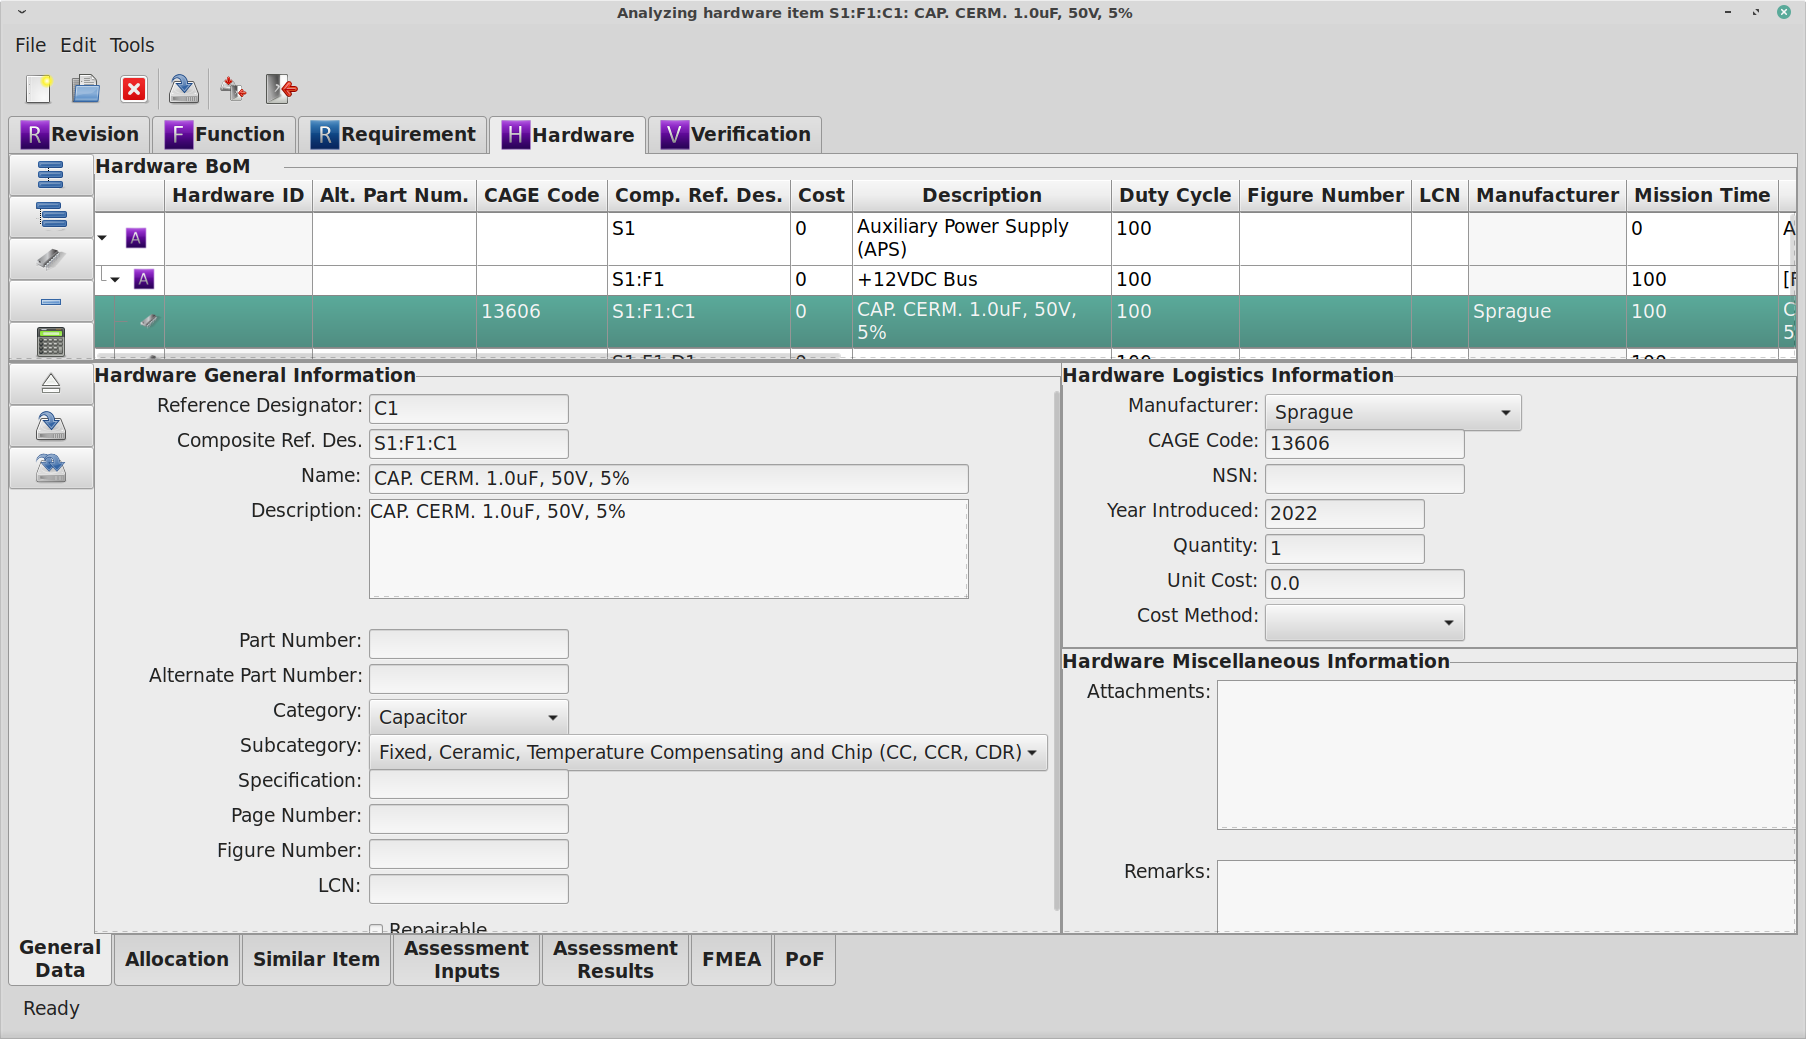 Analyzing hardware item S1:F1:C1: CAP. CERM. 1.0uF, 50V, 5%
File Edit Tools
R Revision F Function R Requirement H Hardware V Verification
Hardware BoM
Hardware ID Alt. Part Num. CAGE Code Comp. Ref. Des. Cost Description Duty Cycle Figure Number LCN Manufacturer Mission Time
A S1 0 Auxiliary Power Supply 100 0 A
(APS)
A S1:F1 0 +12VDC Bus 100 100
13606 S1:F1:C1 0 CAP. CERM. 1.0uF, 50V, 100 Sprague 100 C
5% 5
S1:F1:D1 0 100 100
Hardware General Information
Reference Designator: C1
Composite Ref. Des. S1:F1:C1
Name: CAP. CERM. 1.0uF, 50V, 5%
Description: CAP. CERM. 1.0uF, 50V, 5%
Part Number:
Alternate Part Number:
Category: Capacitor
Subcategory: Fixed, Ceramic, Temperature Compensating and Chip (CC, CCR, CDR)
Specification:
Page Number:
Figure Number:
LCN:
Repairable
Hardware Logistics Information
Manufacturer: Sprague
CAGE Code: 13606
NSN:
Year Introduced: 2022
Quantity: 1
Unit Cost: 0.0
Cost Method:
Hardware Miscellaneous Information
Attachments:
Remarks:
General Data Allocation Similar Item Assessment Inputs Assessment Results FMEA PoF
Ready